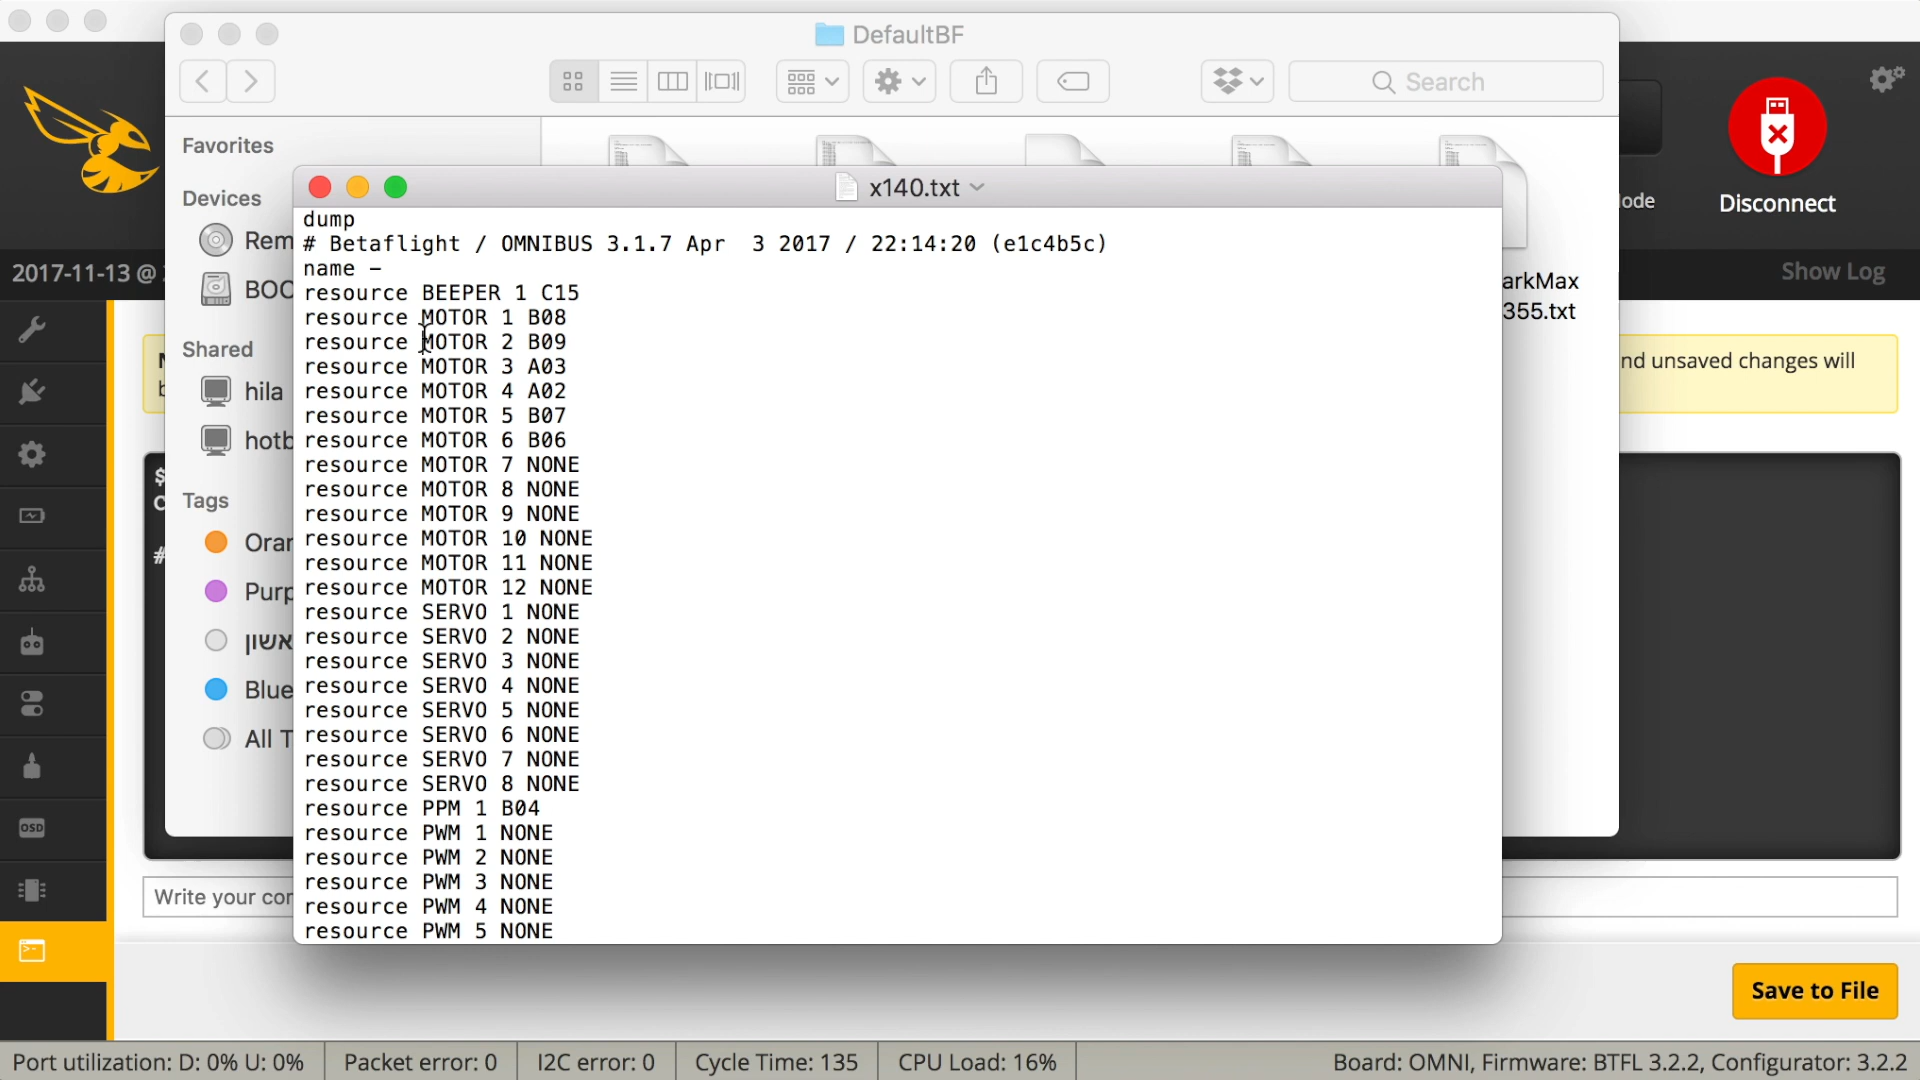 DefaultBF
Search
Favorites
Devices
Rem
BOC
Shared
hila
hotb
Tags
Oran
Purp
אשון
Blue
All T
x140.txt
dump
# Betaflight / OMNIBUS 3.1.7 Apr  3 2017 / 22:14:20 (e1c4b5c)
name -
resource BEEPER 1 C15
resource MOTOR 1 B08
resource MOTOR 2 B09
resource MOTOR 3 A03
resource MOTOR 4 A02
resource MOTOR 5 B07
resource MOTOR 6 B06
resource MOTOR 7 NONE
resource MOTOR 8 NONE
resource MOTOR 9 NONE
resource MOTOR 10 NONE
resource MOTOR 11 NONE
resource MOTOR 12 NONE
resource SERVO 1 NONE
resource SERVO 2 NONE
resource SERVO 3 NONE
resource SERVO 4 NONE
resource SERVO 5 NONE
resource SERVO 6 NONE
resource SERVO 7 NONE
resource SERVO 8 NONE
resource PPM 1 B04
resource PWM 1 NONE
resource PWM 2 NONE
resource PWM 3 NONE
resource PWM 4 NONE
resource PWM 5 NONE
arkMax
355.txt
ode
Disconnect
2017-11-13 @
Show Log
nd unsaved changes will
$
#
Write your con
OSD
Save to File
Port utilization: D: 0% U: 0%
Packet error: 0
I2C error: 0
Cycle Time: 135
CPU Load: 16%
Board: OMNI, Firmware: BTFL 3.2.2, Configurator: 3.2.2